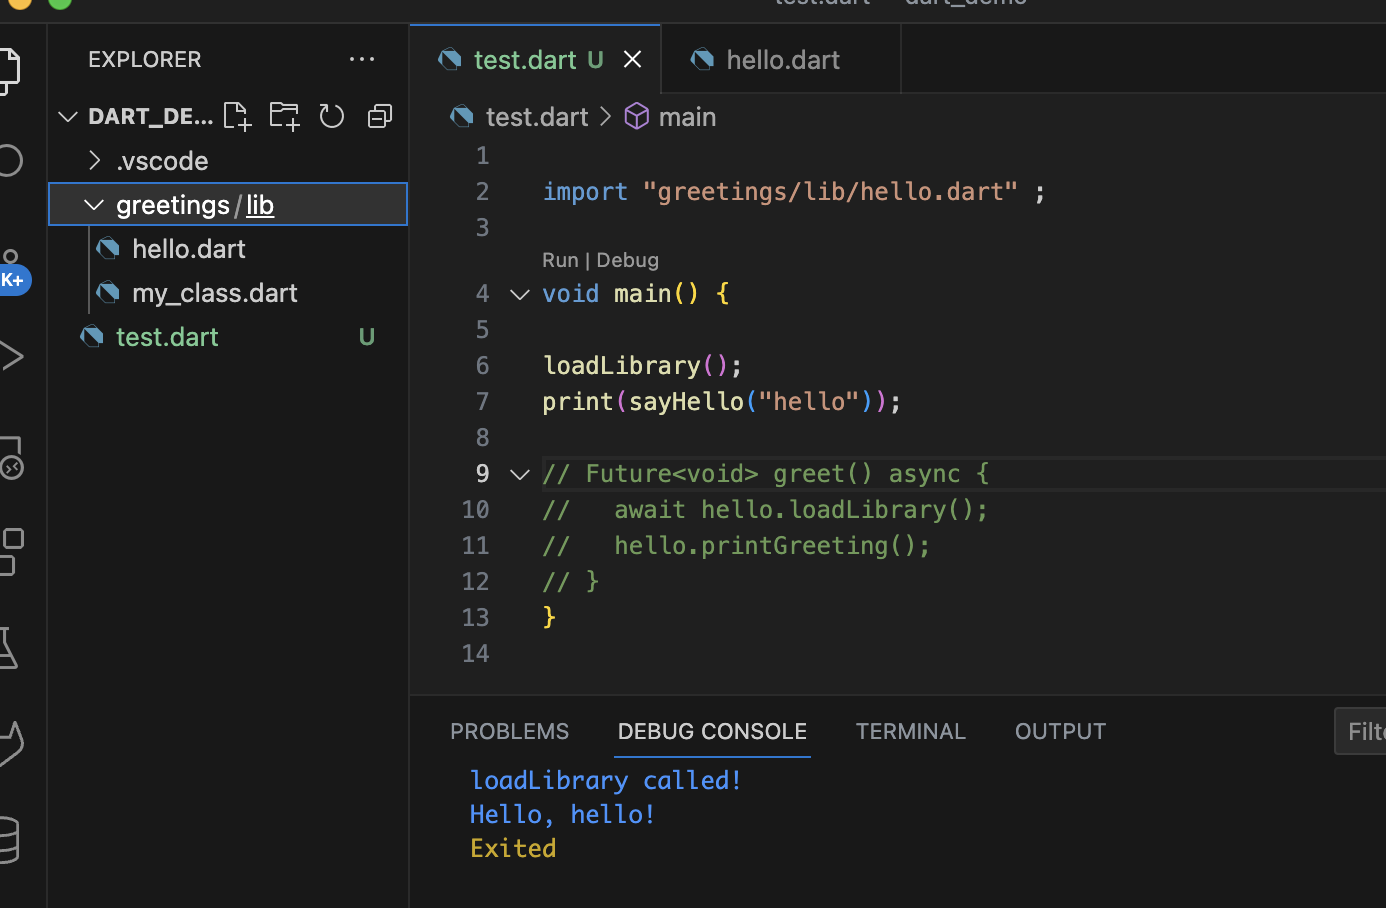 EXPLORER ...
DART_DE...
.vscode
greetings/lib
hello.dart
my_class.dart
test.dart U
K+
test.dart U
hello.dart
test.dart > main
1
2 import "greetings/lib/hello.dart" ;
3
Run | Debug
4 void main() {
5
6 loadLibrary();
7 print(sayHello("hello"));
8
9 // Future<void> greet() async {
10 //   await hello.loadLibrary();
11 //   hello.printGreeting();
12 // }
13 }
14
PROBLEMS DEBUG CONSOLE TERMINAL OUTPUT
loadLibrary called!
Hello, hello!
Exited